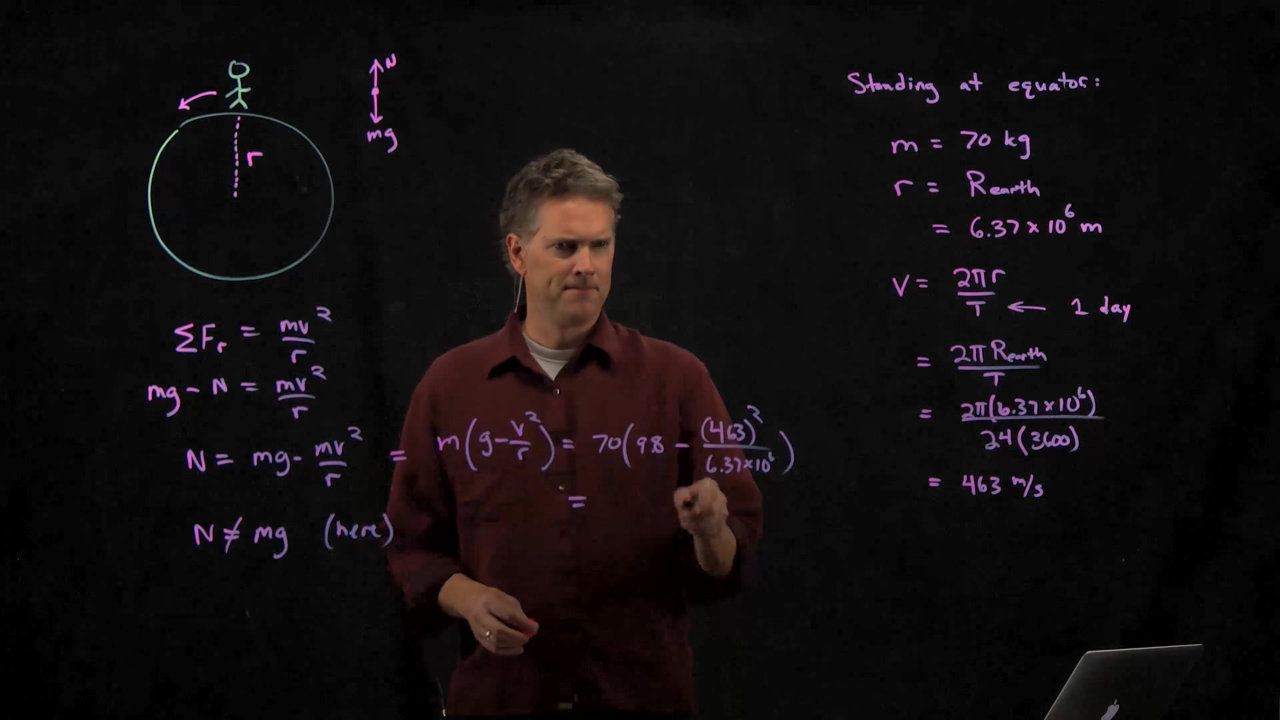 N
mg
r
ΣFr = mv²/r
mg - N = mv²/r
N = mg - mv²/r = m(g - v²/r) = 70(9.8 - (463)²/6.37×10⁶)
=
N ≠ mg (here)
Standing at equator:
m = 70 kg
r = Rearth
= 6.37×10⁶ m
v = 2πr/T ← 1 day
= 2πRearth/T
= 2π(6.37×10⁶)/24(3600)
= 463 m/s